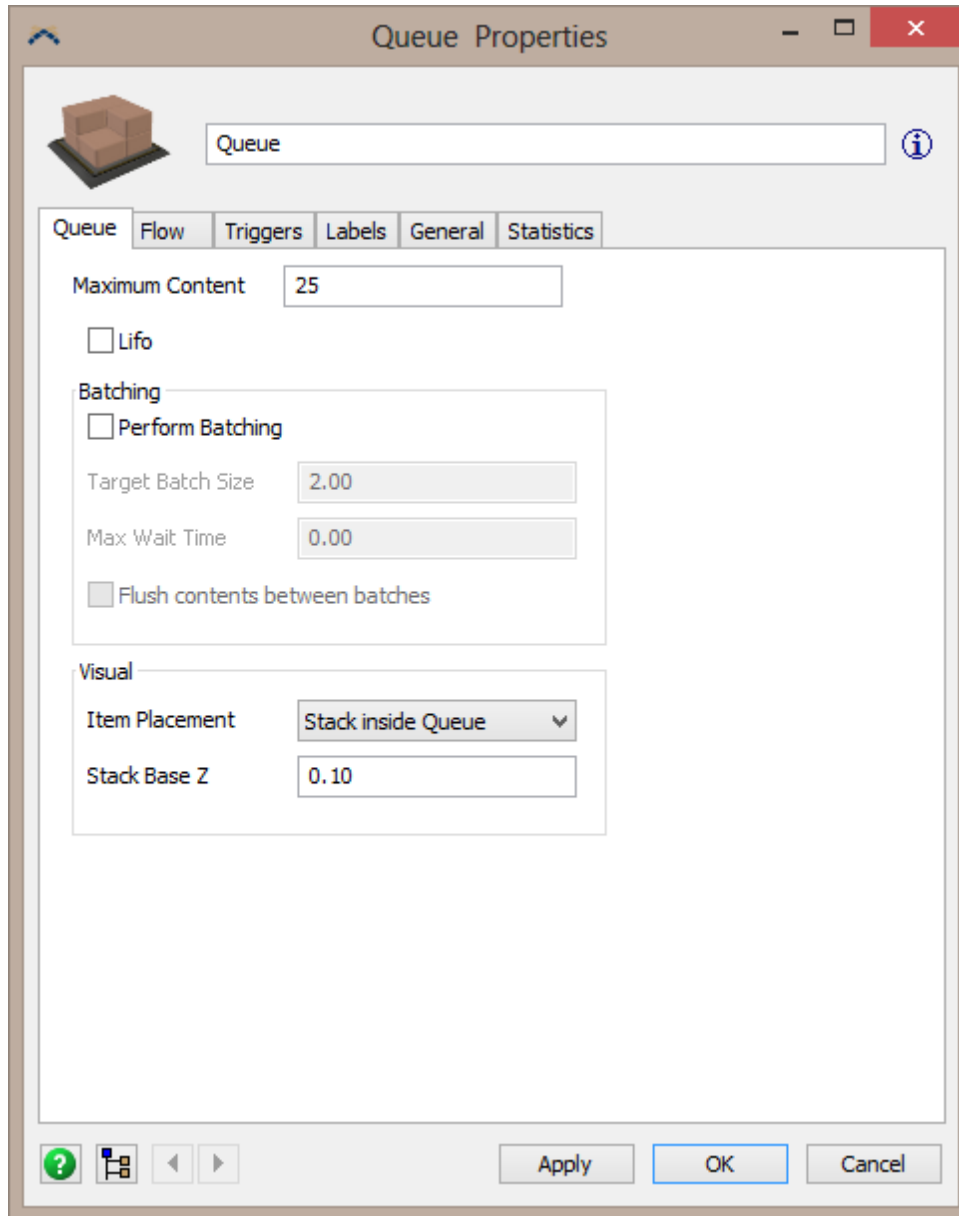 Queue Properties
Queue
Queue Flow Triggers Labels General Statistics
Maximum Content 25
Lifo
Batching
Perform Batching
Target Batch Size 2.00
Max Wait Time 0.00
Flush contents between batches
Visual
Item Placement Stack inside Queue
Stack Base Z 0.10
Apply OK Cancel